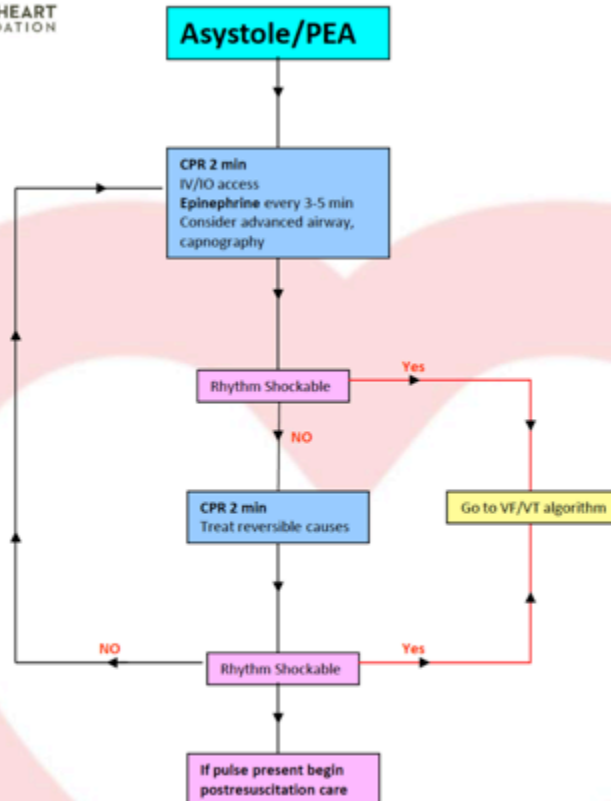 HEART
DATION
Asystole/PEA
CPR 2 min
IV/IO access
Epinephrine every 3-5 min
Consider advanced airway,
capnography
Yes
Rhythm Shockable
NO
CPR 2 min
Treat reversible causes
Go to VF/VT algorithm
NO
Yes
Rhythm Shockable
If pulse present begin
postresuscitation care